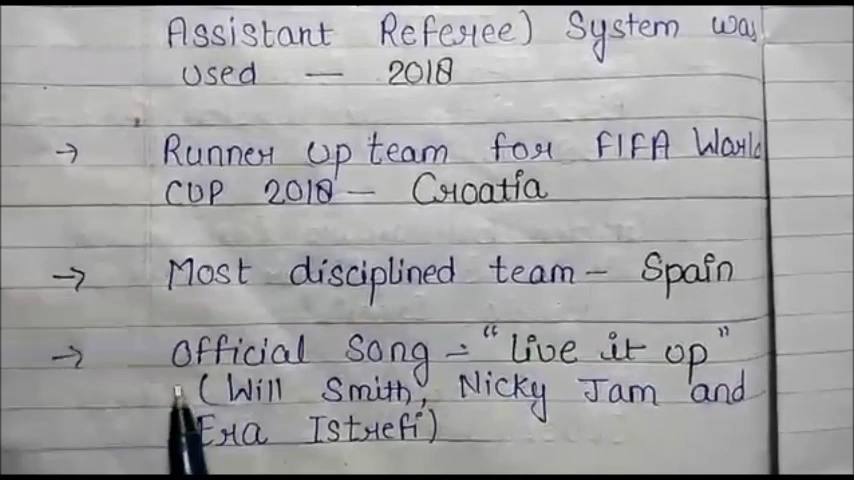 Assistant Referee) System was
used — 2018
→ Runner up team for FIFA World
CUP 2018 — Croatia
→ Most disciplined team - Spain
→ Official song - "live it up"
(Will Smith, Nicky Jam and
Era Istrefi)